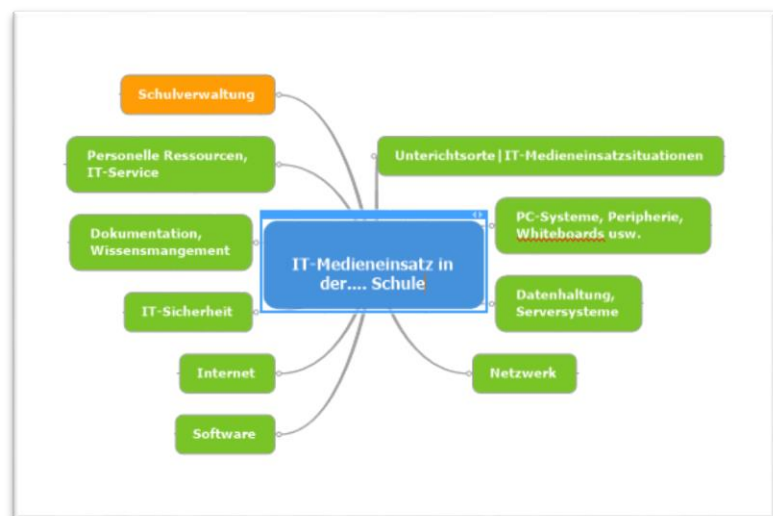 Schulverwaltung
Personelle Ressourcen,
IT-Service
Dokumentation,
Wissensmangement
IT-Sicherheit
Internet
Software
IT-Medieneinsatz in
der.... Schule
Unterichtsorte|IT-Medieneinsatzsituationen
PC-Systeme, Peripherie,
Whiteboards usw.
Datenhaltung,
Serversysteme
Netzwerk